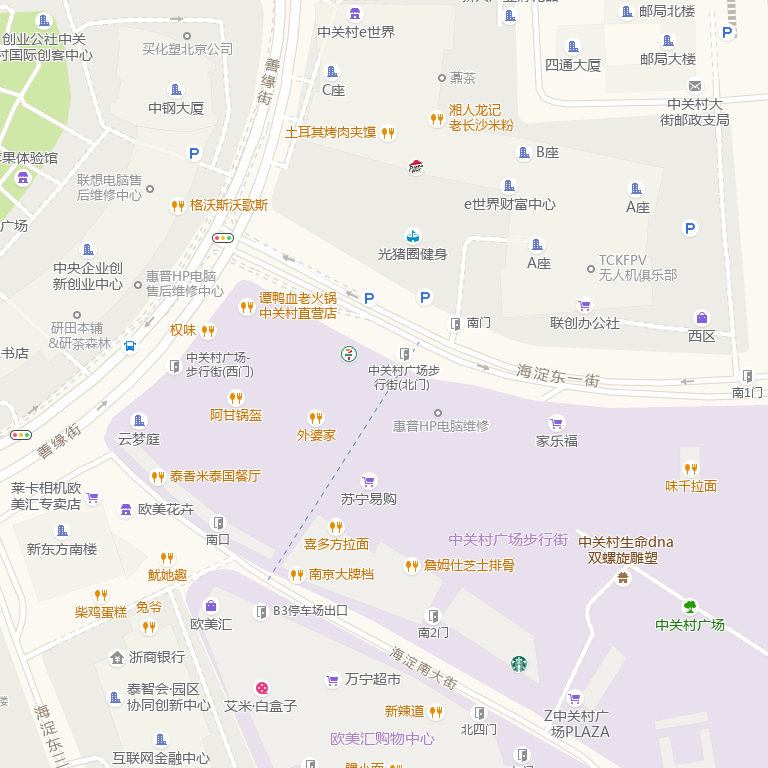 创业公社中关
村国际创客中心
买化塑北京公司
善缘街
中关村e世界
邮局北楼
P
四通大厦
邮局大楼
中钢大厦
C座
藕茶
湘人龙记
老长沙米粉
中关村大
街邮政支局
土耳其烤肉夹馍
P
B座
苹果体验馆
联想电脑售
后维修中心
格沃斯沃歌斯
e世界财富中心
A座
广场
P
中央企业创
新创业中心
惠普HP电脑
售后维修中心
光猪圈健身
A座
TCKFPV
无人机俱乐部
谭鸭血老火锅
中关村直营店
P
P
研田本铺
&研茶森林
权味
南门
联创办公社
西区
书店
中关村广场-
步行街(西门)
7
中关村广场步
行街(北门)
海淀东一街
南1门
阿甘锅盔
善缘街
云梦庭
外婆家
惠普HP电脑维修
家乐福
泰香米泰国餐厅
味千拉面
莱卡相机欧
美汇专卖店
欧美花卉
苏宁易购
南口
新东方南楼
喜多方拉面
中关村广场步行街
中关村生命dna
双螺旋雕塑
魷她趣
南京大牌档
詹姆仕芝士排骨
柴鸡蛋糕
兔爷
欧美汇
B3停车场出口
南2门
中关村广场
浙商银行
海淀南大街
泰智会·园区
协同创新中心
艾米·白盒子
万宁超市
新辣道
北四门
Z中关村广
场PLAZA
楼
海淀东三
互联网金融中心
欧美汇购物中心